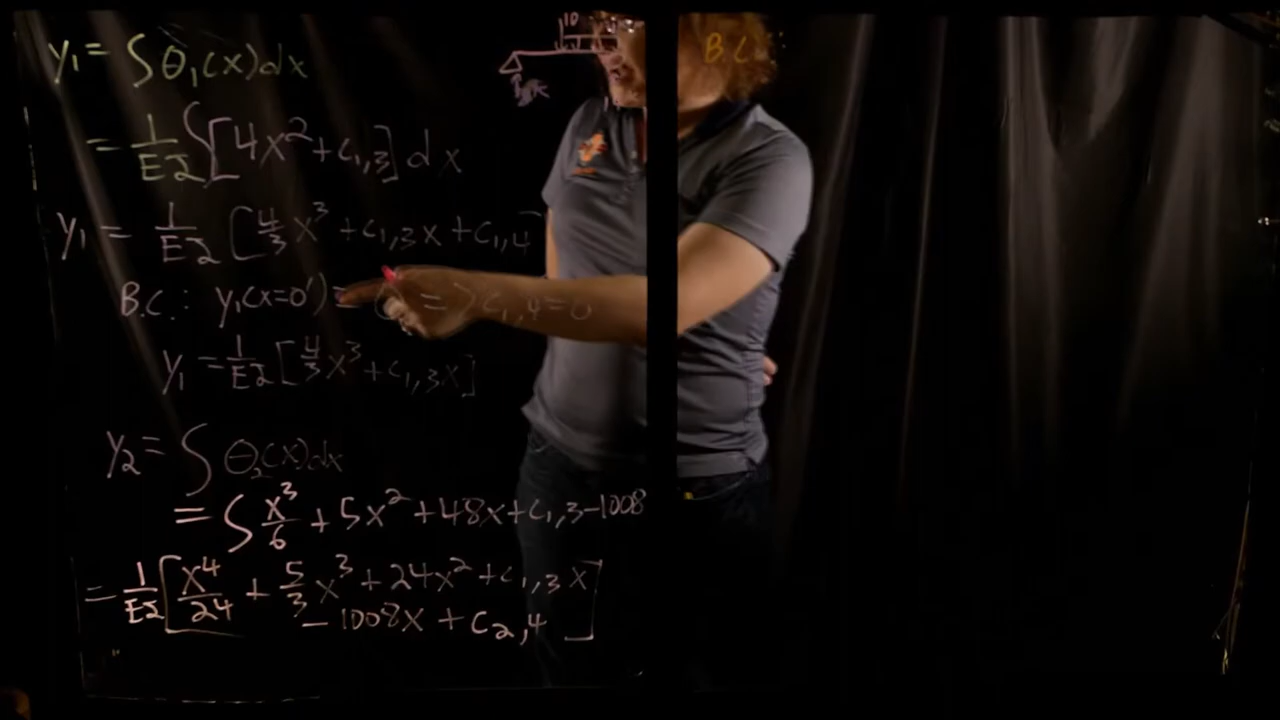 y₁ = ∫θ₁(x)dx
= 1/EI ∫[4x² + C₁,₃] dx
y₁ = 1/EI [4/3 x³ + C₁,₃x + C₁,₄]
B.C.: y₁(x=0') = 0 => C₁,₄ = 0
y₁ = 1/EI [4/3 x³ + C₁,₃x]
y₂ = ∫ θ₂(x)dx
= ∫ x³/6 + 5x² + 48x + C₁,₃ - 1008
= 1/EI [x⁴/24 + 5/3 x³ + 24x² + C₁,₃ x
- 1008x + C₂,₄ ]
10
B.C.: